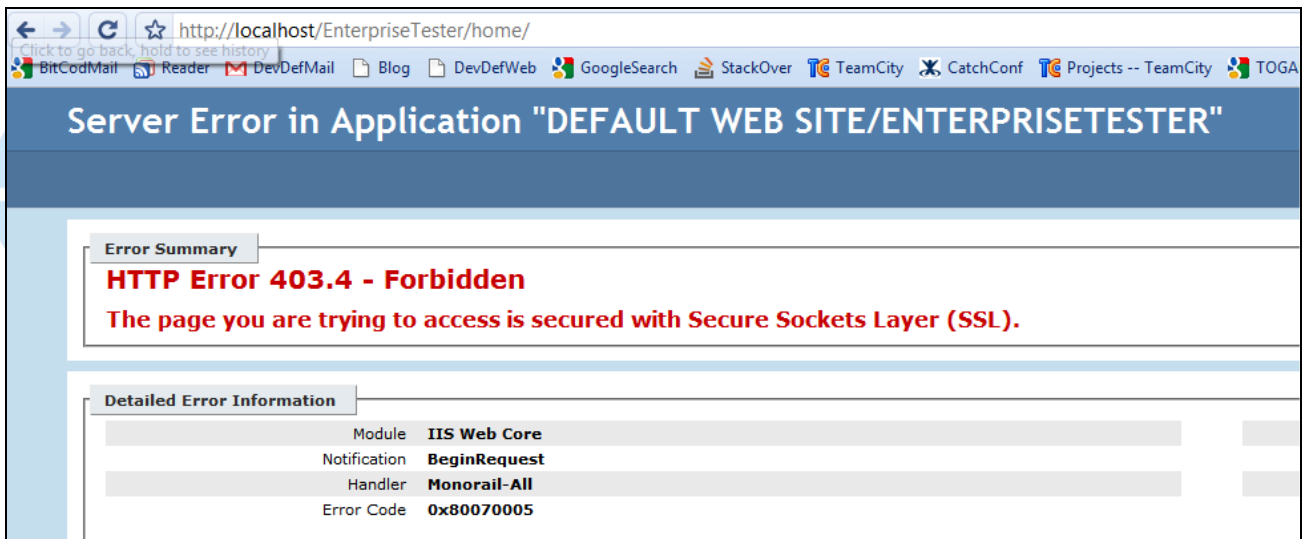 http://localhost/EnterpriseTester/home/
Click to go back, hold to see history
BitCodMail Reader DevDefMail Blog DevDefWeb GoogleSearch StackOver TeamCity CatchConf Projects -- TeamCity TOGA
Server Error in Application "DEFAULT WEB SITE/ENTERPRISETESTER"
Error Summary
HTTP Error 403.4 - Forbidden
The page you are trying to access is secured with Secure Sockets Layer (SSL).
Detailed Error Information
Module IIS Web Core
Notification BeginRequest
Handler Monorail-All
Error Code 0x80070005